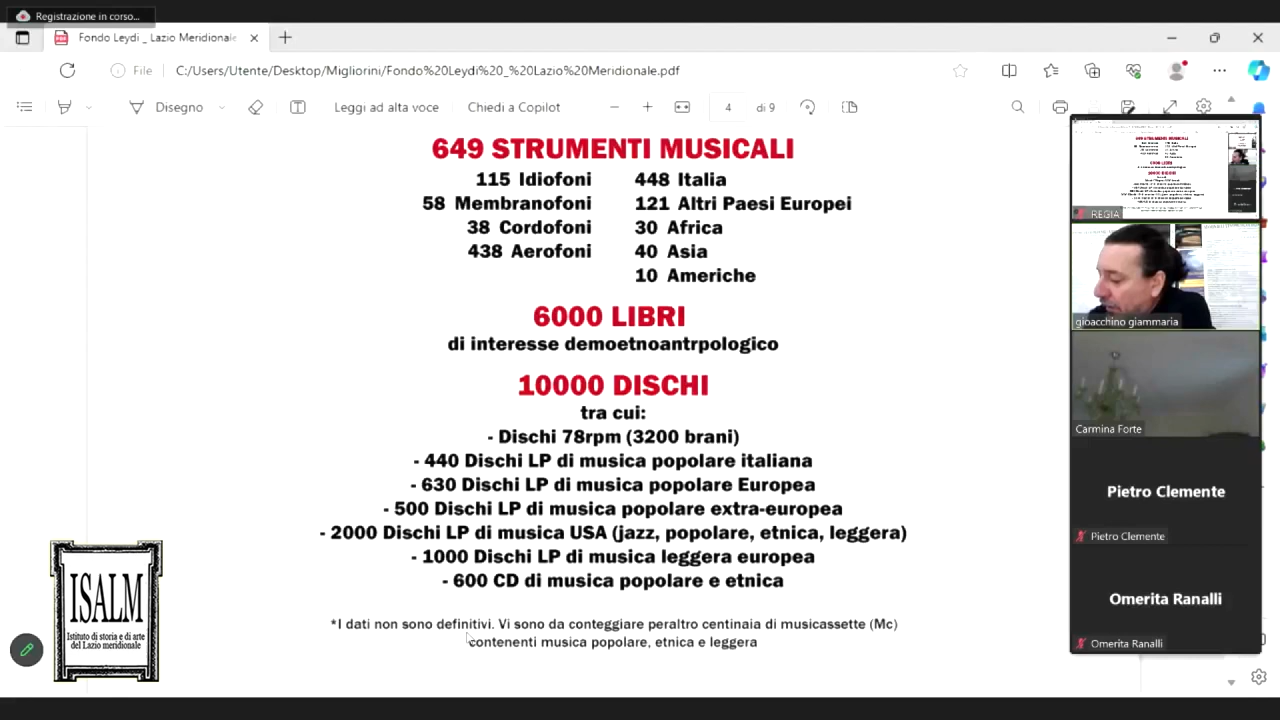 Registrazione in corso...
Fondo Leydi _ Lazio Meridionale
File
C:/Users/Utente/Desktop/Migliorini/Fondo%20Leydi%20_%20Lazio%20Meridionale.pdf
Disegno
Leggi ad alta voce
Chiedi a Copilot
4
di 9
649 STRUMENTI MUSICALI
115 Idiofoni
448 Italia
58 Membranofoni
121 Altri Paesi Europei
38 Cordofoni
30 Africa
438 Aerofoni
40 Asia
10 Americhe
6000 LIBRI
di interesse demoetnoantrpologico
10000 DISCHI
tra cui:
- Dischi 78rpm (3200 brani)
- 440 Dischi LP di musica popolare italiana
- 630 Dischi LP di musica popolare Europea
- 500 Dischi LP di musica popolare extra-europea
- 2000 Dischi LP di musica USA (jazz, popolare, etnica, leggera)
- 1000 Dischi LP di musica leggera europea
- 600 CD di musica popolare e etnica
*I dati non sono definitivi. Vi sono da conteggiare peraltro centinaia di musicassette (Mc)
contenenti musica popolare, etnica e leggera
ISALM
Istituto di storia e di arte
del Lazio meridionale
REGIA
gioacchino giammaria
Carmina Forte
Pietro Clemente
Pietro Clemente
Omerita Ranalli
Omerita Ranalli